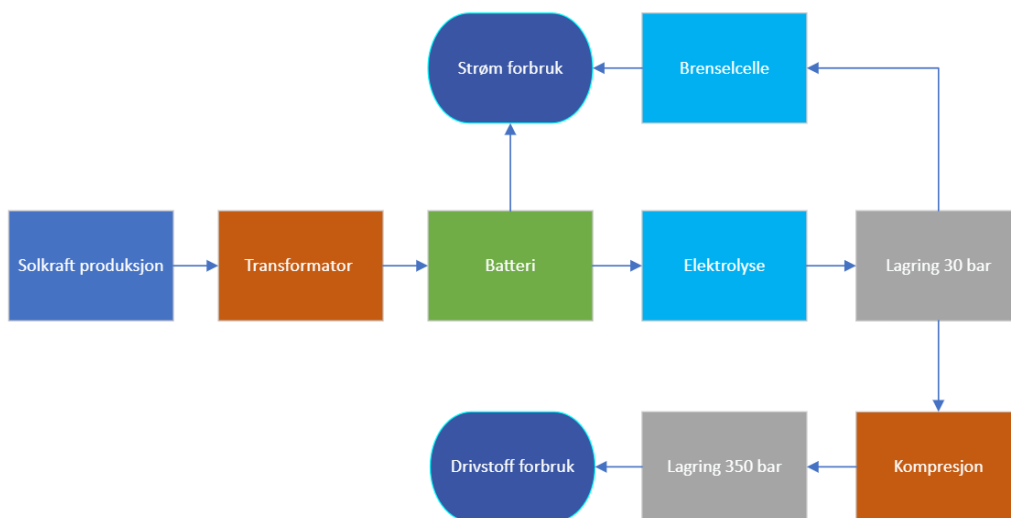 Strøm forbruk
Brenselcelle
Solkraft produksjon
Transformator
Batteri
Elektrolyse
Lagring 30 bar
Drivstoff forbruk
Lagring 350 bar
Kompresjon